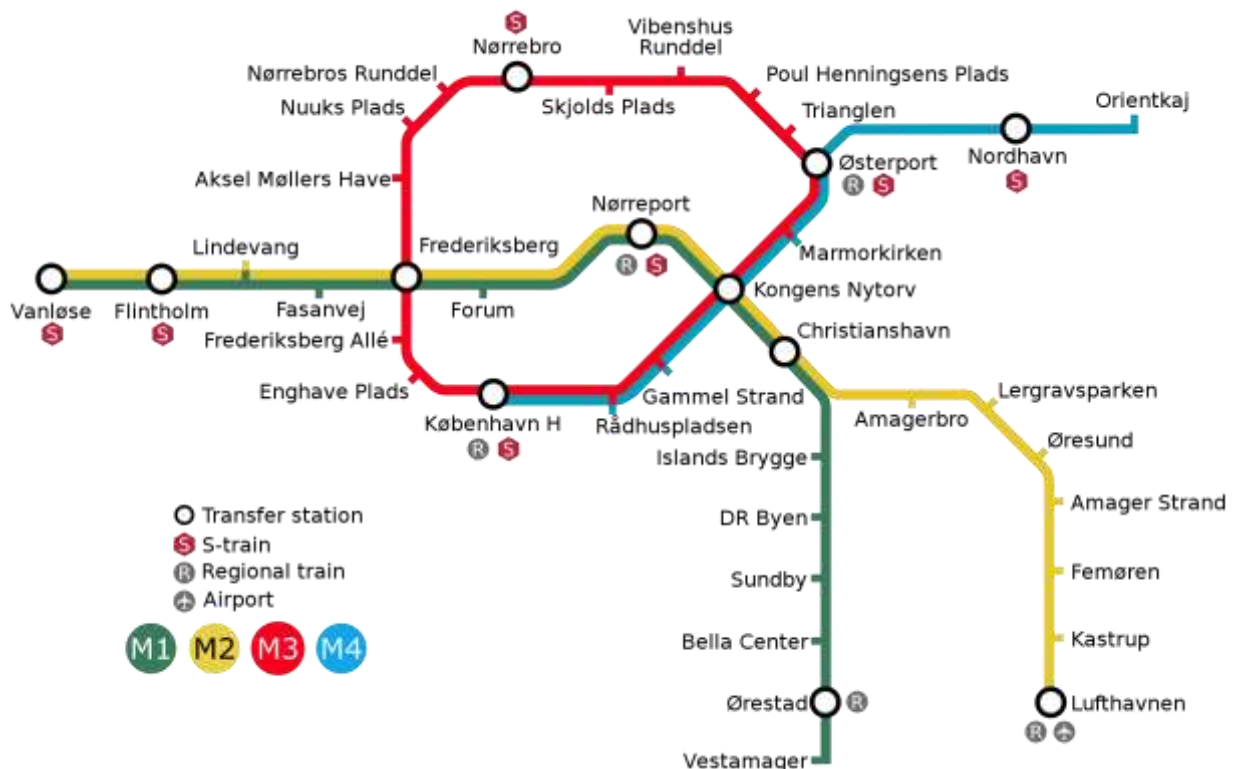 S
Nørrebro
Vibenshus
Runddel
Nørrebros Runddel
Poul Henningsens Plads
Nuuks Plads
Skjolds Plads
Trianglen
Orientkaj
Aksel Møllers Have
Østerport
R S
Nordhavn
S
Nørreport
R S
Lindevang
Frederiksberg
Marmorkirken
Vanløse
S
Flintholm
S
Fasanvej
Forum
Kongens Nytorv
Frederiksberg Allé
Christianshavn
Enghave Plads
København H
R S
Gammel Strand
Rådhuspladsen
Amagerbro
Lergravsparken
Øresund
Islands Brygge
Amager Strand
DR Byen
Sundby
Femøren
Bella Center
Kastrup
Ørestad
R
Lufthavnen
R
Vestamager
Transfer station
S S-train
R Regional train
Airport
M1 M2 M3 M4